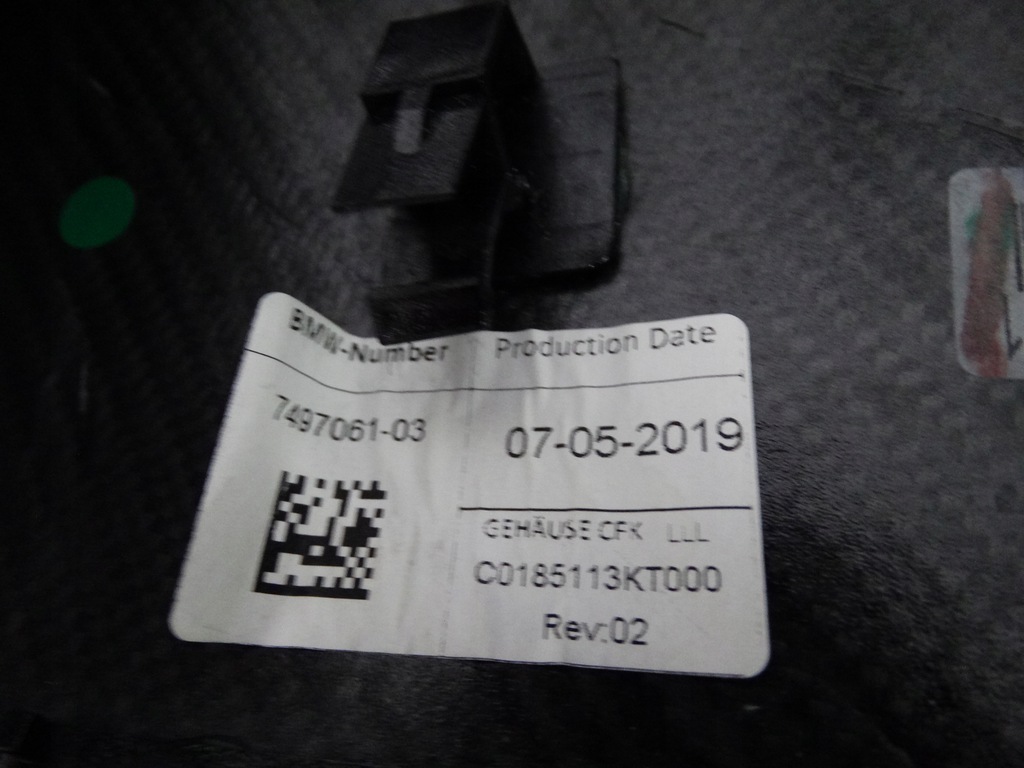 BMW-Number
Production Date
7497061-03
07-05-2019
GEHÄUSE CFK LLL
C0185113KT000
Rev:02